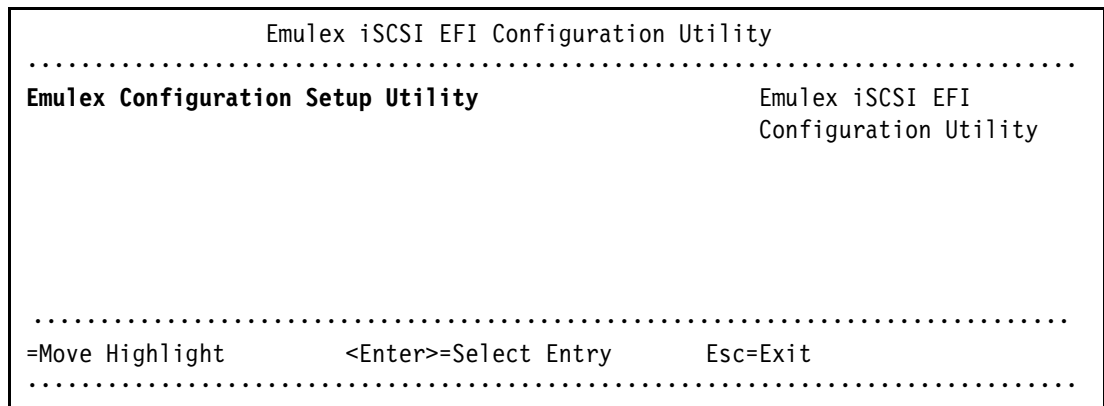 Emulex iSCSI EFI Configuration Utility
................................................................................
Emulex Configuration Setup Utility Emulex iSCSI EFI
Configuration Utility
...............................................................................
=Move Highlight <Enter>=Select Entry Esc=Exit
................................................................................